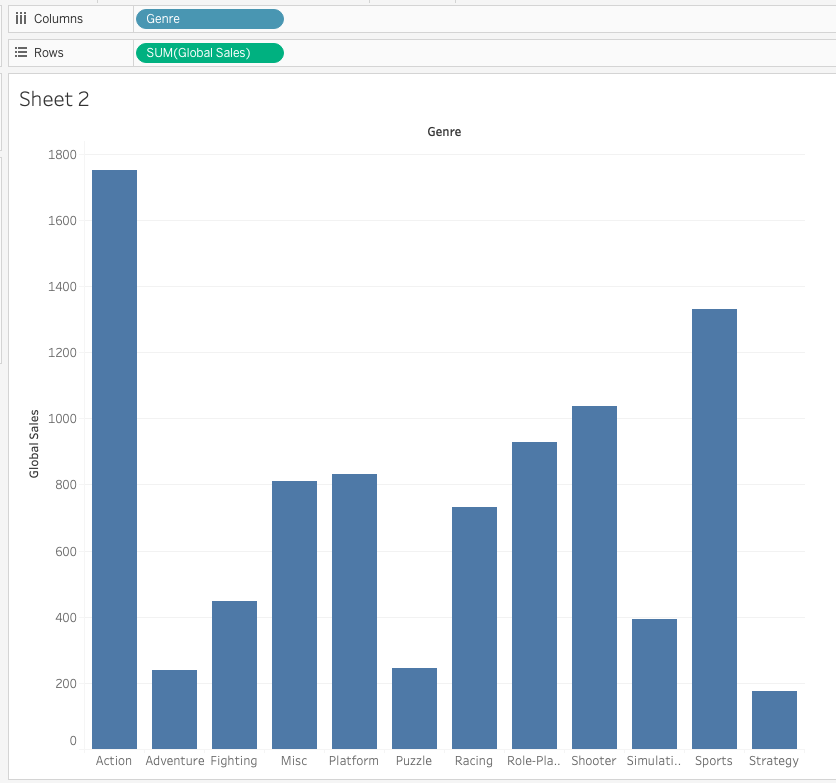 Columns Genre
Rows SUM(Global Sales)
Sheet 2
Genre
1800
1600
1400
1200
1000
800
600
400
200
0
Global Sales
Action Adventure Fighting Misc Platform Puzzle Racing Role-Pla.. Shooter Simulati.. Sports Strategy